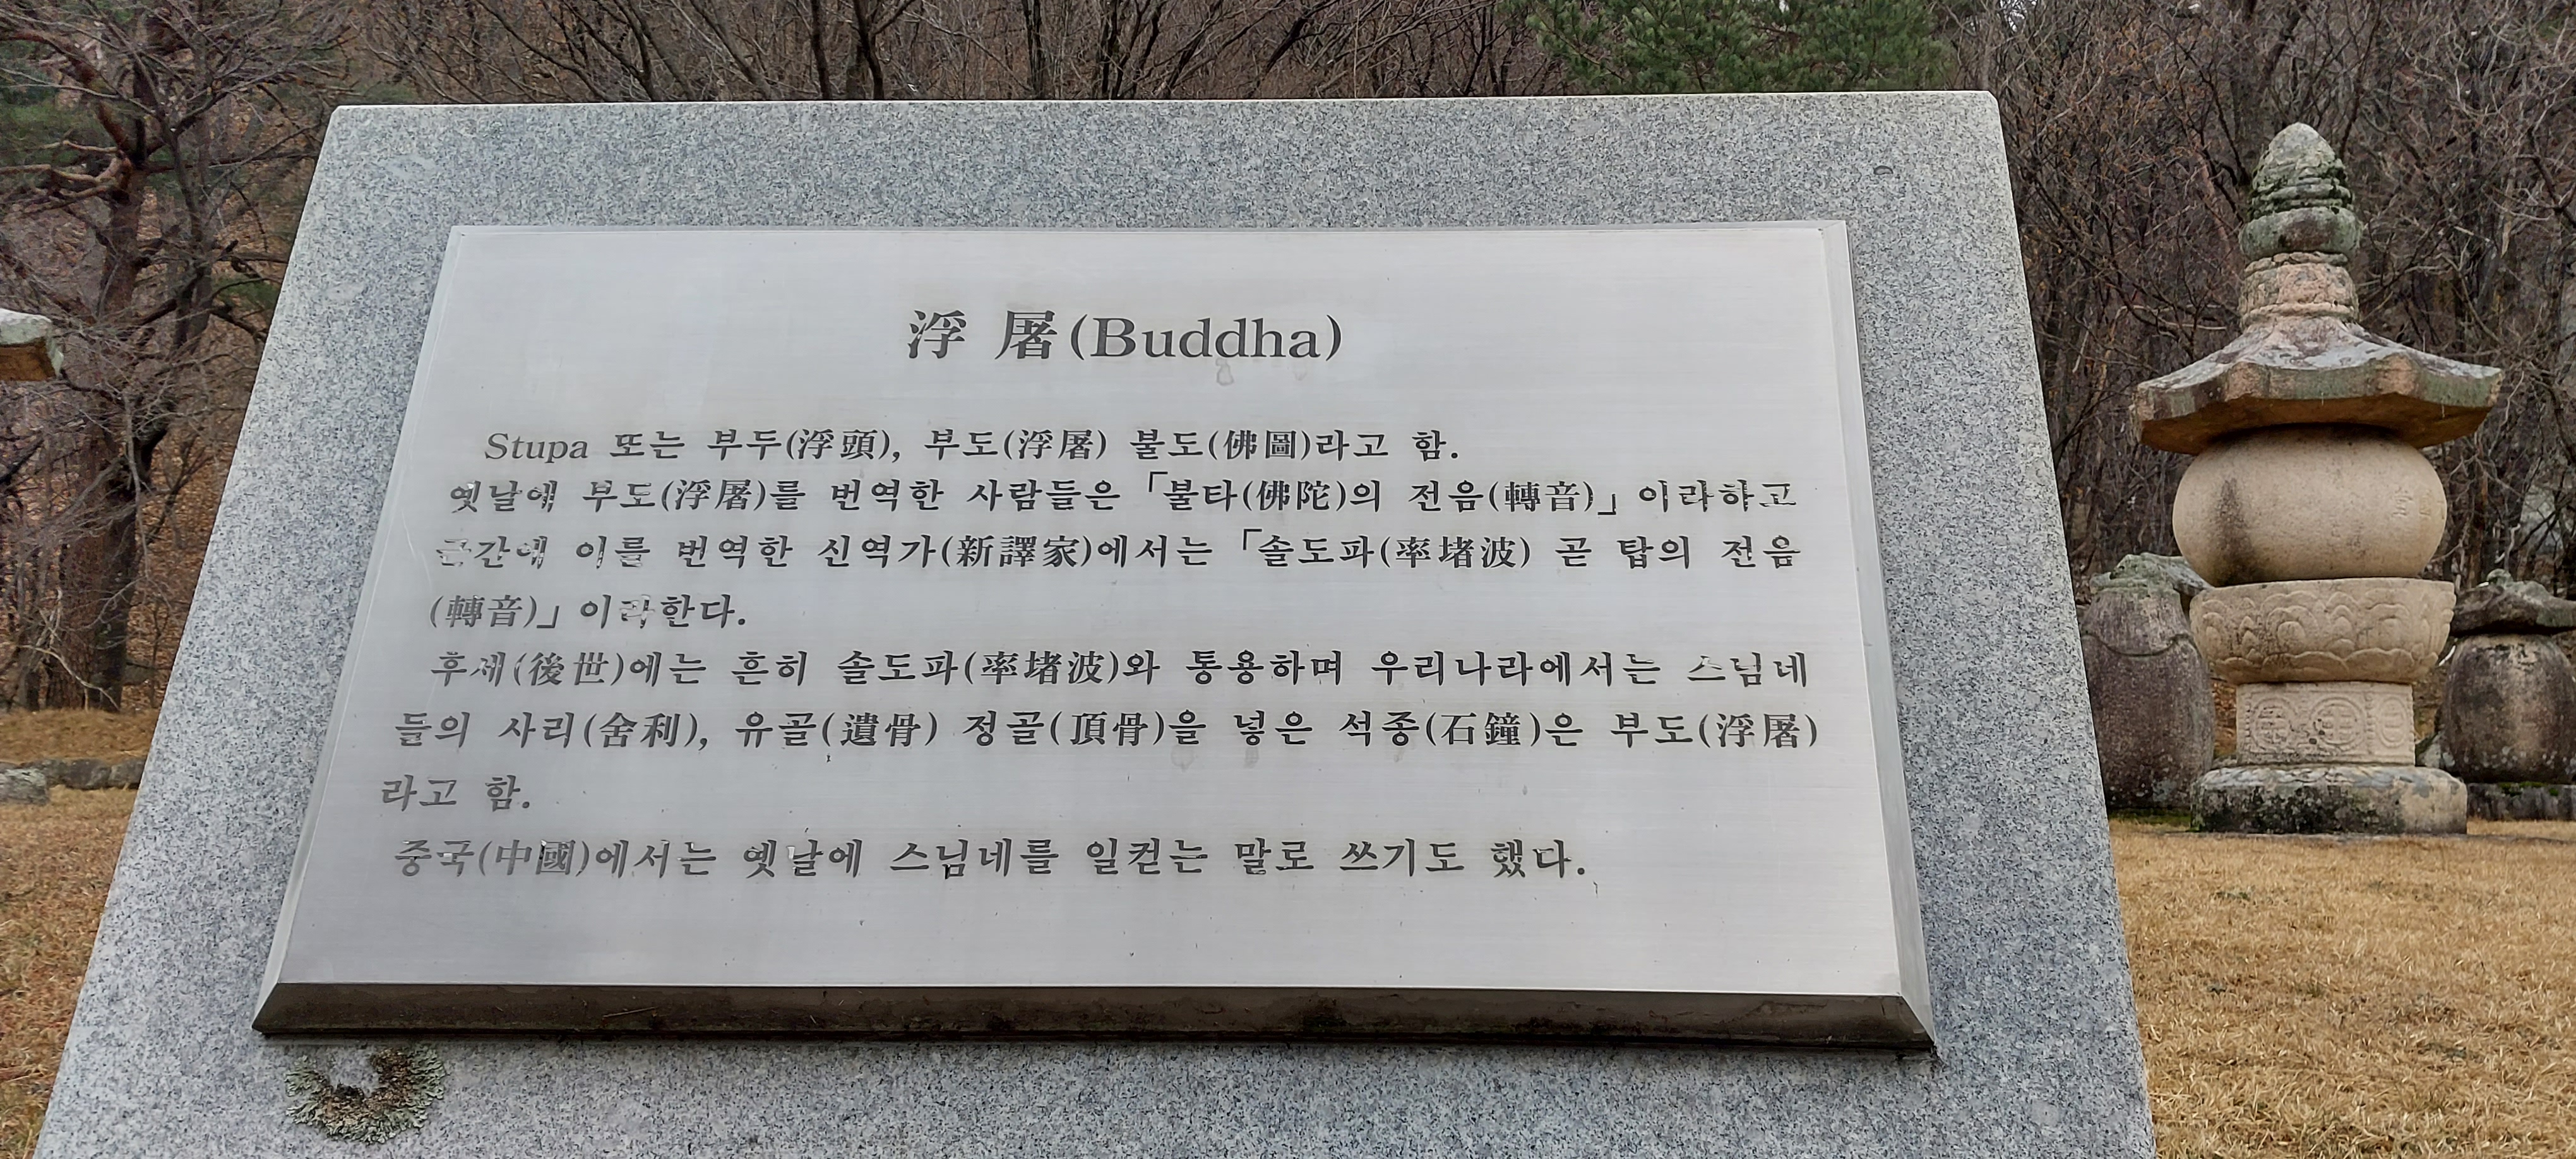 浮 屠(Buddha)
Stupa 또는 부두(浮頭), 부도(浮屠) 불도(佛圖)라고 함.
옛날에 부도(浮屠)를 번역한 사람들은 「불타(佛陀)의 전음(轉音)」이라하고
근간에 이를 번역한 신역가(新譯家)에서는 「솔도파(率堵波) 곧 탑의 전음
(轉音)」이라한다.
후세(後世)에는 흔히 솔도파(率堵波)와 통용하며 우리나라에서는 스님네
들의 사리(舍利), 유골(遺骨) 정골(頂骨)을 넣은 석종(石鐘)은 부도(浮屠)
라고 함.
중국(中國)에서는 옛날에 스님네를 일컫는 말로 쓰기도 했다.